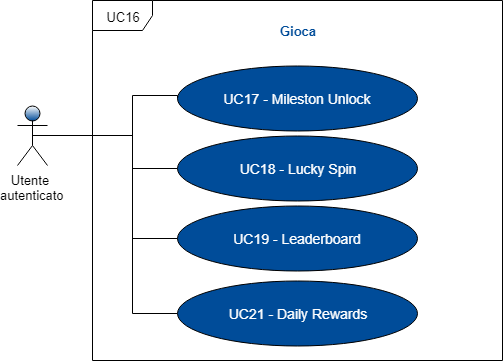 UC16
Gioca
UC17 - Mileston Unlock
UC18 - Lucky Spin
Utente
autenticato
UC19 - Leaderboard
UC21 - Daily Rewards